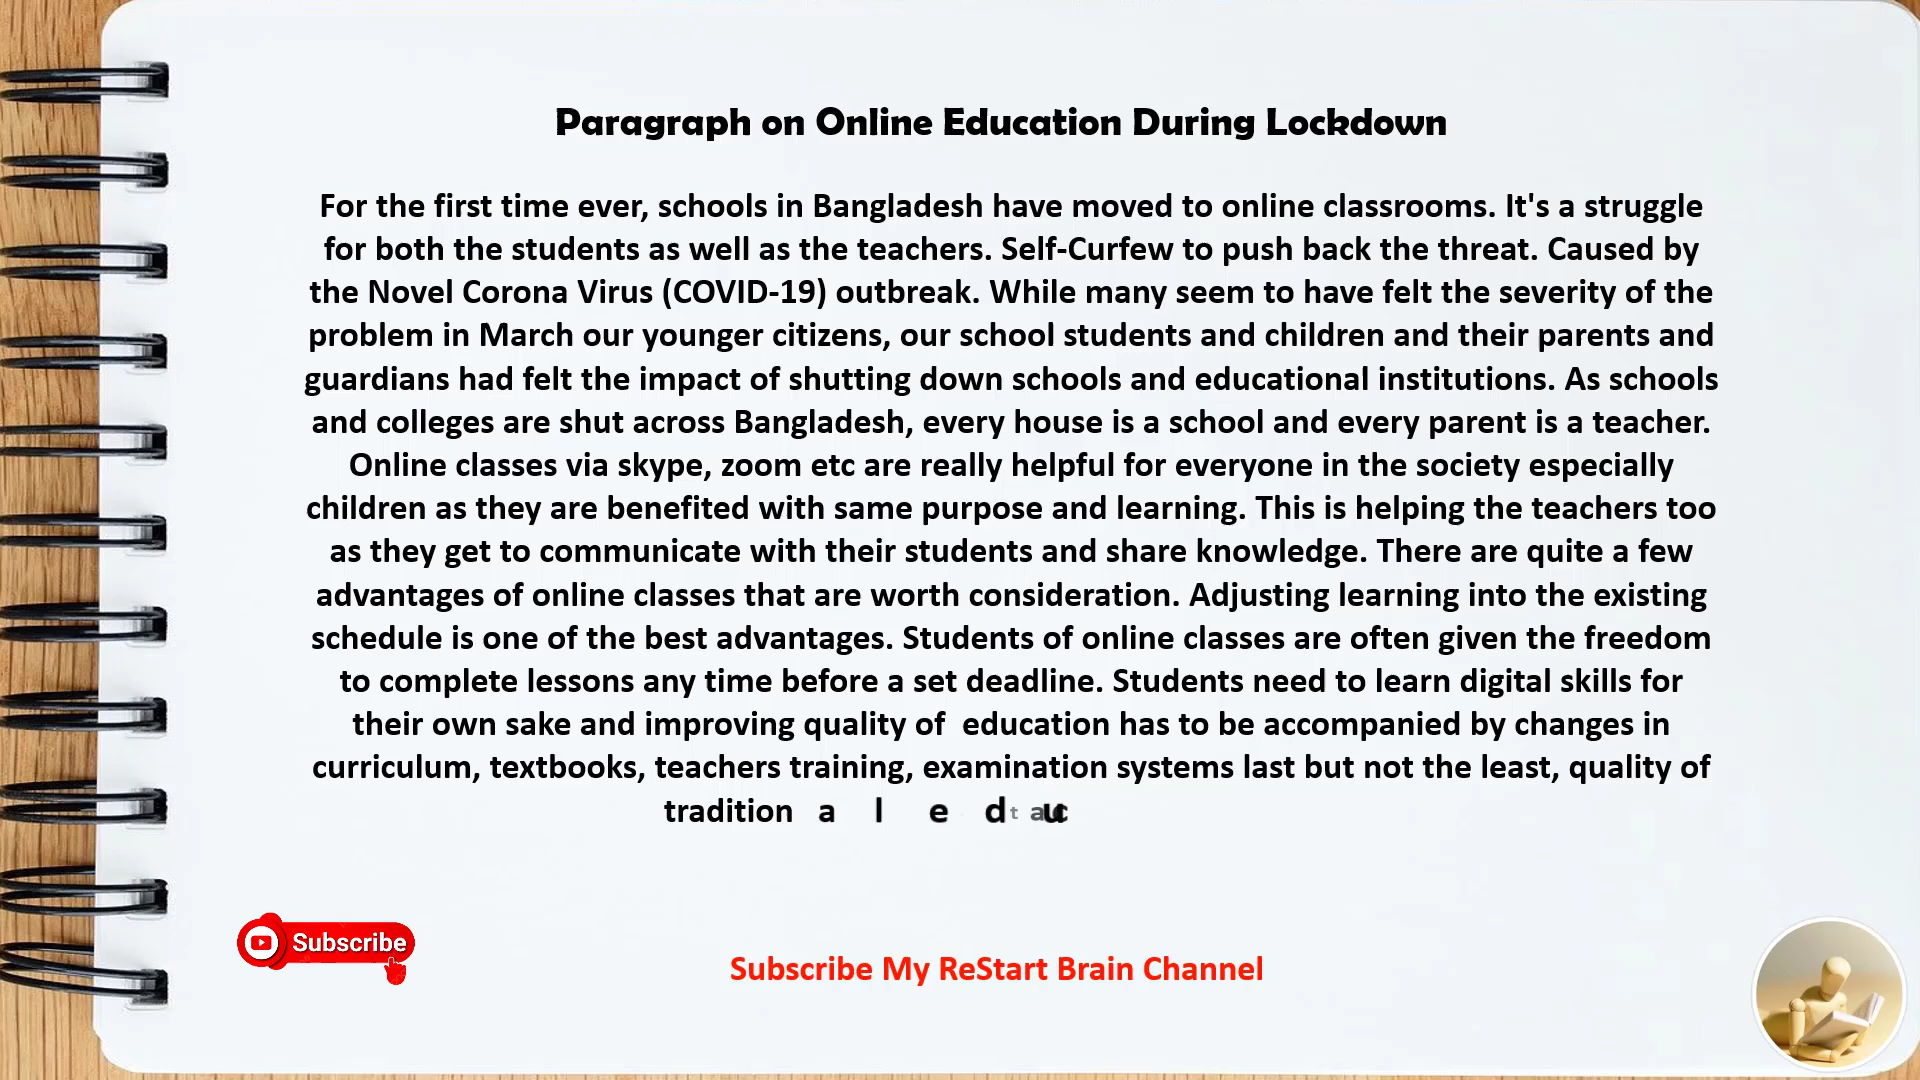 Paragraph on Online Education During Lockdown
For the first time ever, schools in Bangladesh have moved to online classrooms. It's a struggle
for both the students as well as the teachers. Self-Curfew to push back the threat. Caused by
the Novel Corona Virus (COVID-19) outbreak. While many seem to have felt the severity of the
problem in March our younger citizens, our school students and children and their parents and
guardians had felt the impact of shutting down schools and educational institutions. As schools
and colleges are shut across Bangladesh, every house is a school and every parent is a teacher.
Online classes via skype, zoom etc are really helpful for everyone in the society especially
children as they are benefited with same purpose and learning. This is helping the teachers too
as they get to communicate with their students and share knowledge. There are quite a few
advantages of online classes that are worth consideration. Adjusting learning into the existing
schedule is one of the best advantages. Students of online classes are often given the freedom
to complete lessons any time before a set deadline. Students need to learn digital skills for
their own sake and improving quality of education has to be accompanied by changes in
curriculum, textbooks, teachers training, examination systems last but not the least, quality of
tradition a l e d
Subscribe
Subscribe My ReStart Brain Channel